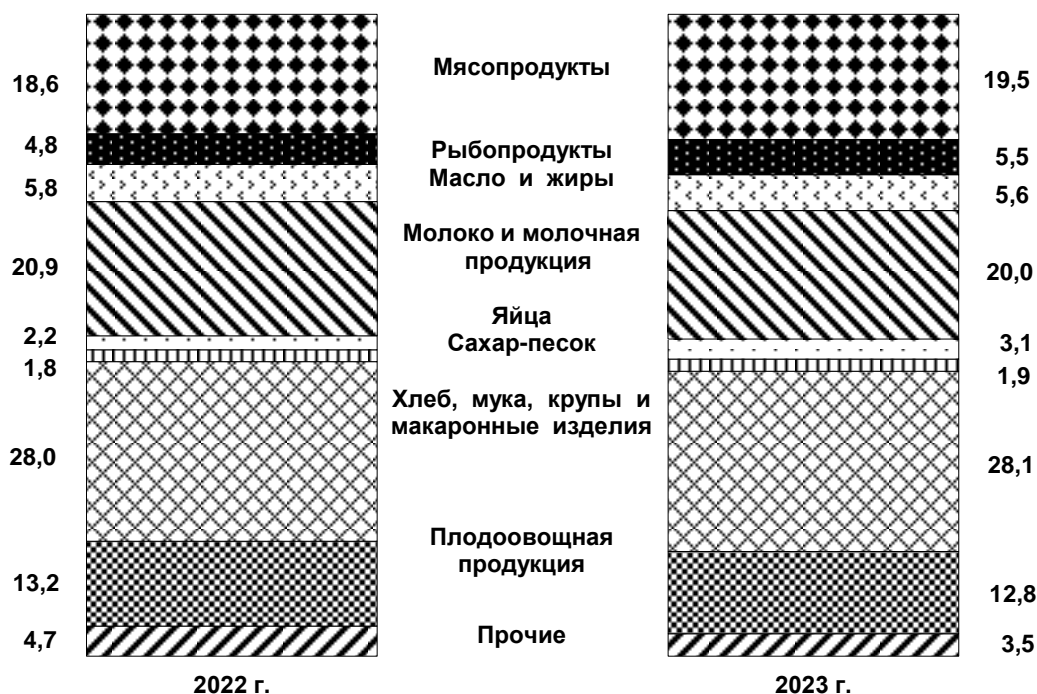 18,6 Мясопродукты 19,5
4,8 Рыбопродукты 5,5
5,8 Масло и жиры 5,6
Молоко и молочная
20,9 продукция 20,0
2,2 Яйца 3,1
1,8 Сахар-песок 1,9
Хлеб, мука, крупы и
макаронные изделия
28,0 28,1
Плодоовощная
продукция
13,2 12,8
4,7 Прочие 3,5
2022 г. 2023 г.